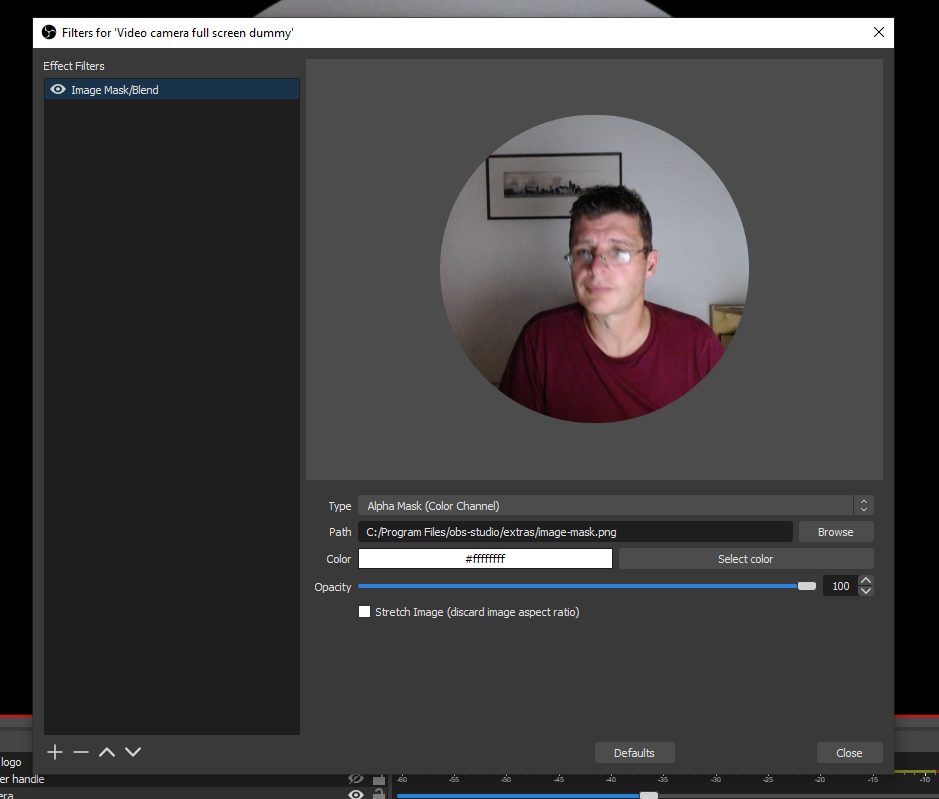 Filters for 'Video camera full screen dummy'
Effect Filters
Image Mask/Blend
Type Alpha Mask (Color Channel)
Path C:/Program Files/obs-studio/extras/image-mask.png Browse
Color #ffffffff Select color
Opacity 100
Stretch Image (discard image aspect ratio)
Defaults Close
logo
er handle
-60 -55 -50 -45 -40 -35 -30 -25 -20 -15 -10
era